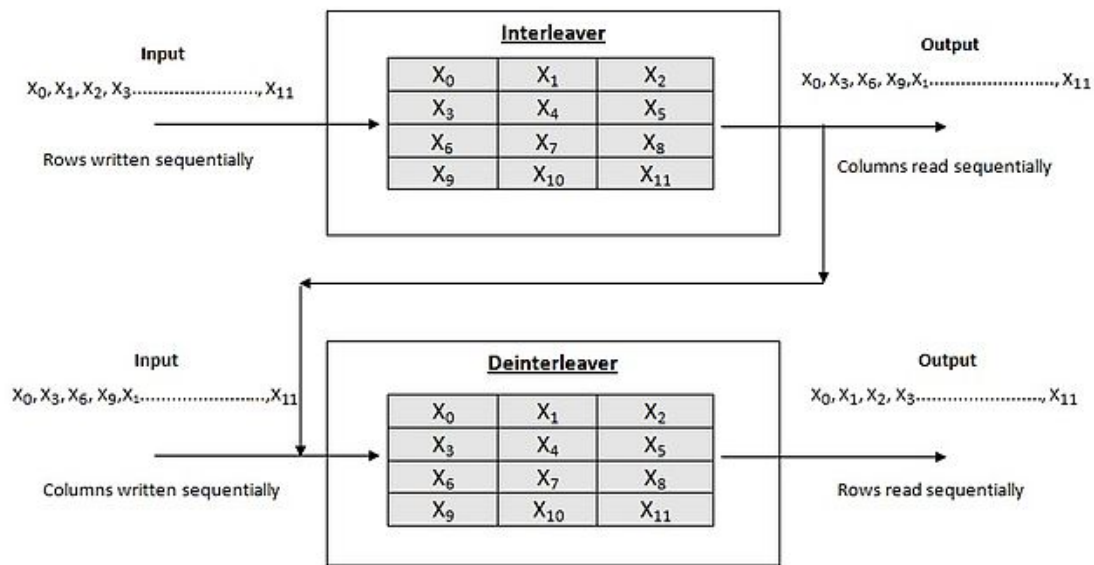 Interleaver
Input
X₀, X₁, X₂, X₃........................, X₁₁
Rows written sequentially
X₀ X₁ X₂
X₃ X₄ X₅
X₆ X₇ X₈
X₉ X₁₀ X₁₁
Output
X₀, X₃, X₆, X₉,X₁........................, X₁₁
Columns read sequentially
Deinterleaver
Input
X₀, X₃, X₆, X₉,X₁........................,X₁₁
Columns written sequentially
X₀ X₁ X₂
X₃ X₄ X₅
X₆ X₇ X₈
X₉ X₁₀ X₁₁
Output
X₀, X₁, X₂, X₃........................, X₁₁
Rows read sequentially